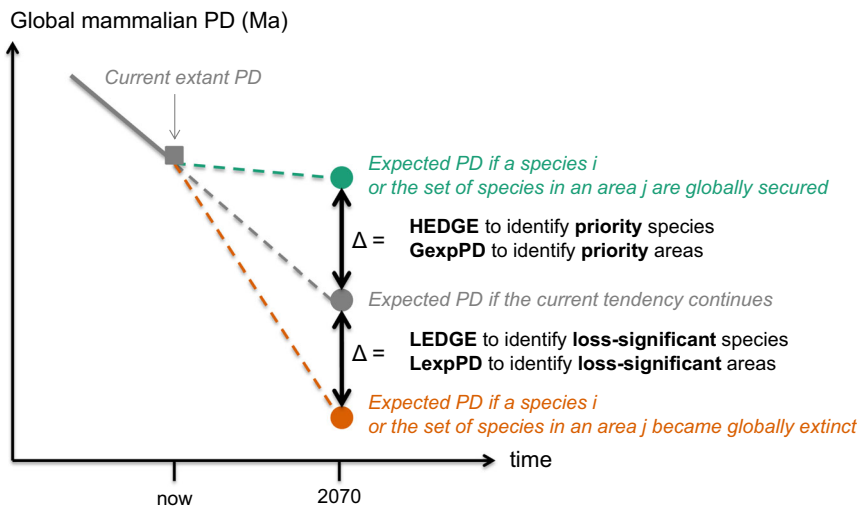 Global mammalian PD (Ma)
Current extant PD
Expected PD if a species i
or the set of species in an area j are globally secured
Δ =
HEDGE to identify priority species
GexpPD to identify priority areas
Expected PD if the current tendency continues
Δ =
LEDGE to identify loss-significant species
LexpPD to identify loss-significant areas
Expected PD if a species i
or the set of species in an area j became globally extinct
time
now
2070